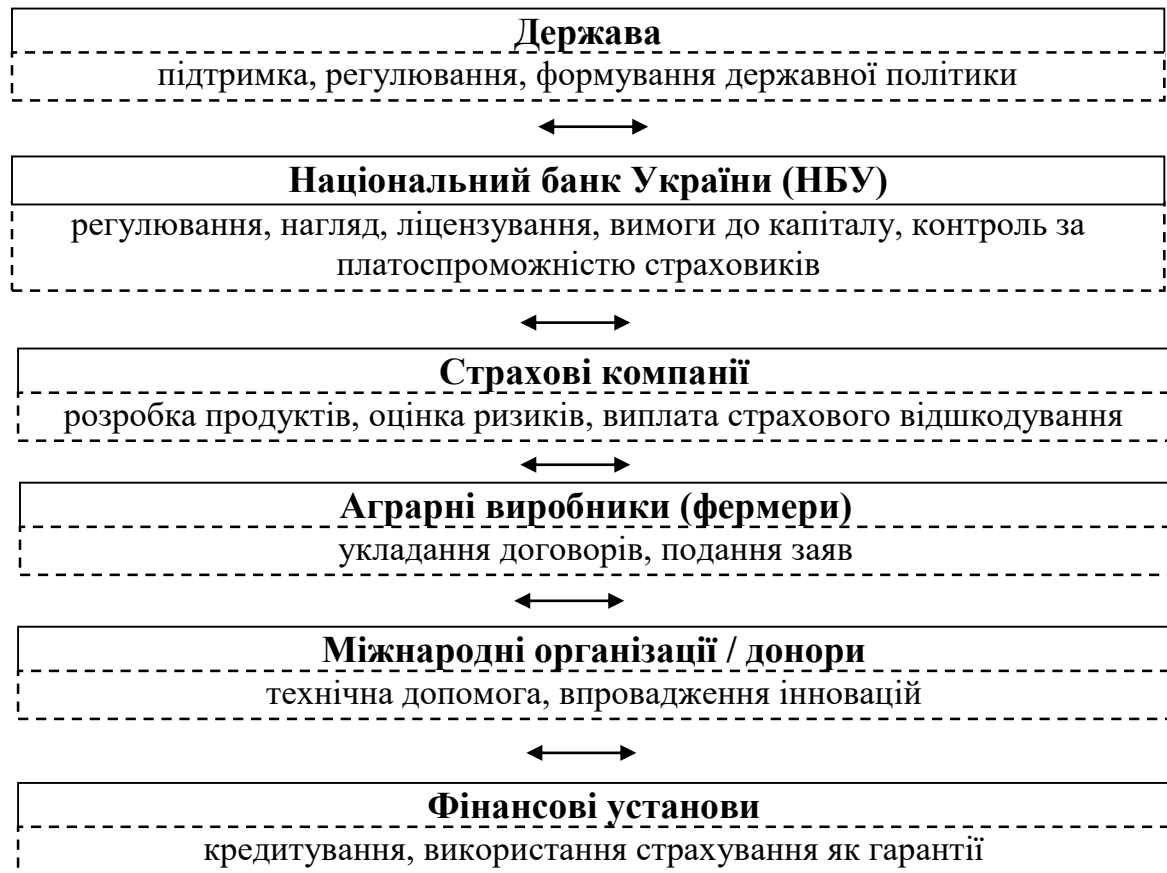 Держава
підтримка, регулювання, формування державної політики
Національний банк України (НБУ)
регулювання, нагляд, ліцензування, вимоги до капіталу, контроль за
платоспроможністю страховиків
Страхові компанії
розробка продуктів, оцінка ризиків, виплата страхового відшкодування
Аграрні виробники (фермери)
укладання договорів, подання заяв
Міжнародні організації / донори
технічна допомога, впровадження інновацій
Фінансові установи
кредитування, використання страхування як гарантії